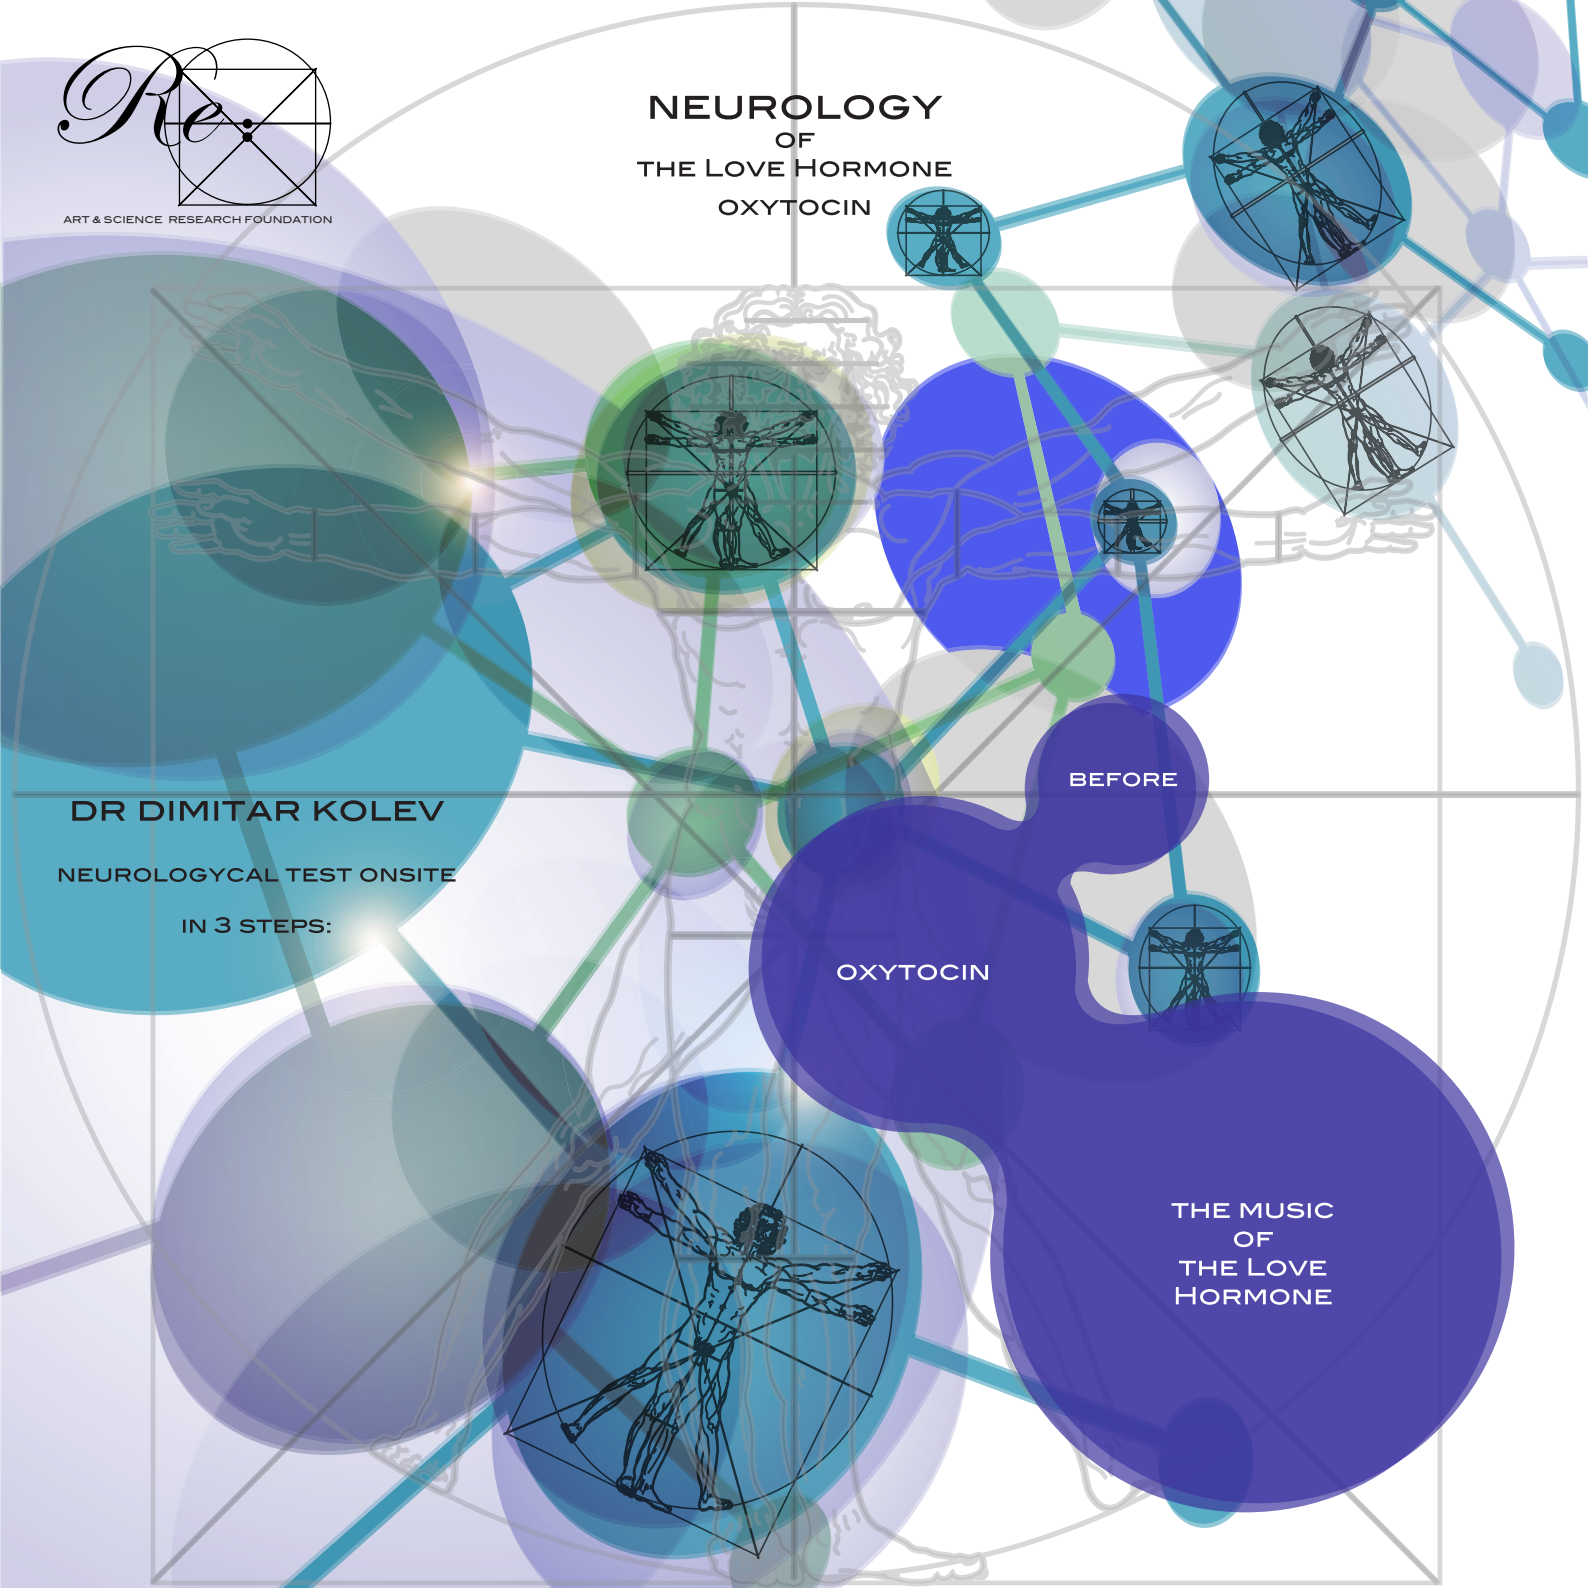 Re:
ART & SCIENCE RESEARCH FOUNDATION
NEUROLOGY
OF
THE LOVE HORMONE
OXYTOCIN
DR DIMITAR KOLEV
NEUROLOGYCAL TEST ONSITE
IN 3 STEPS:
BEFORE
OXYTOCIN
THE MUSIC
OF
THE LOVE
HORMONE